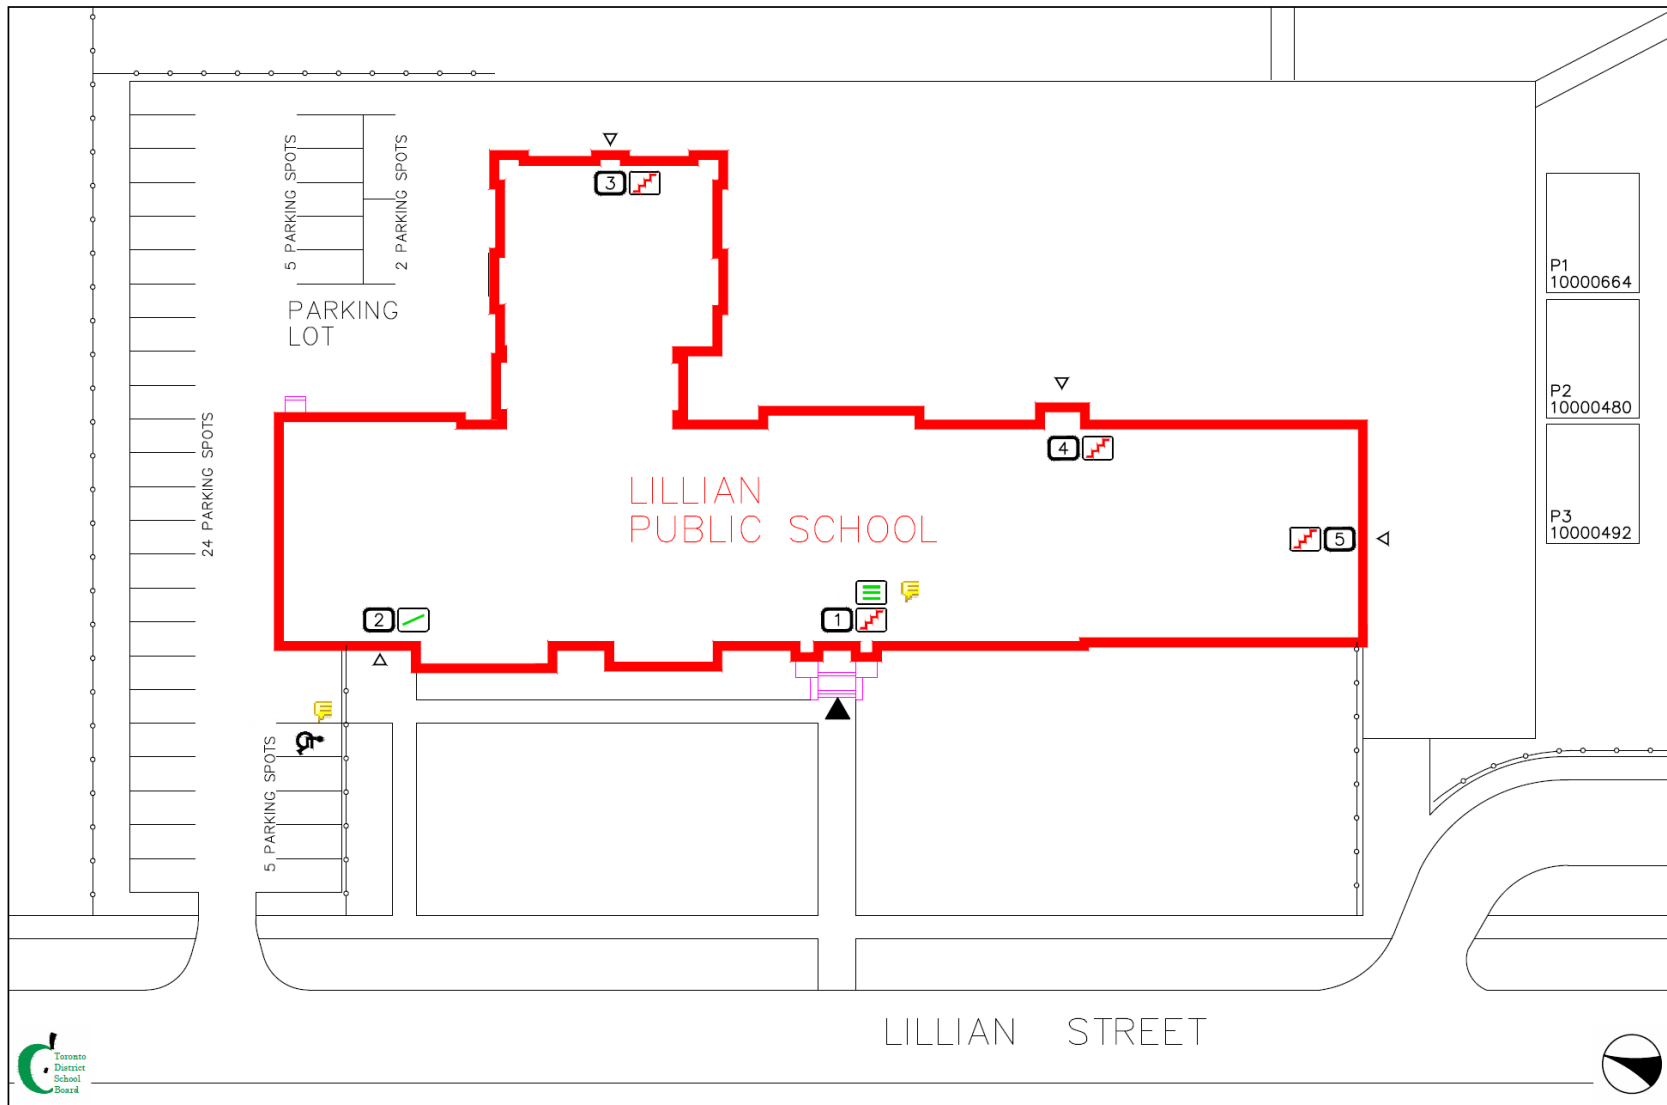 3
5 PARKING SPOTS
2 PARKING SPOTS
PARKING
LOT
P1
10000664
P2
10000480
24 PARKING SPOTS
4
LILLIAN
PUBLIC SCHOOL
P3
10000492
5
2
1
5 PARKING SPOTS
LILLIAN STREET
Toronto
District
School
Board